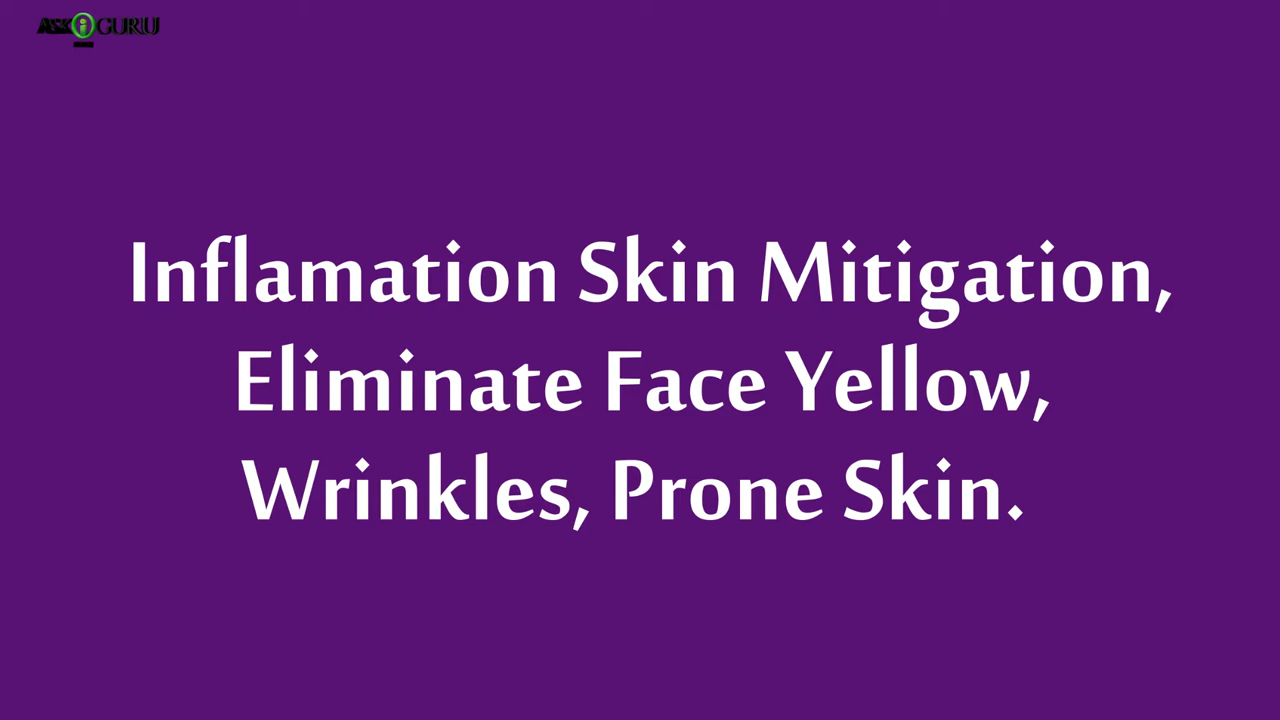 ASK i GURU
Inflamation Skin Mitigation,
Eliminate Face Yellow,
Wrinkles, Prone Skin.